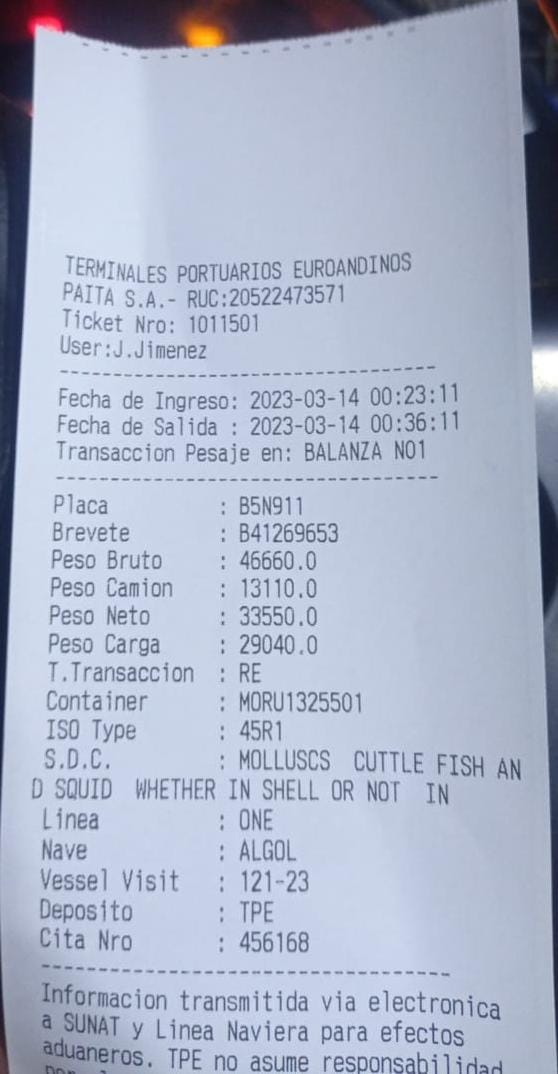 TERMINALES PORTUARIOS EUROANDINOS
PAITA S.A.- RUC:20522473571
Ticket Nro: 1011501
User:J.Jimenez
Fecha de Ingreso: 2023-03-14 00:23:11
Fecha de Salida : 2023-03-14 00:36:11
Transaccion Pesaje en: BALANZA NO1
Placa : B5N911
Brevete : B41269653
Peso Bruto : 46660.0
Peso Camion : 13110.0
Peso Neto : 33550.0
Peso Carga : 29040.0
T.Transaccion : RE
Container : MORU1325501
ISO Type : 45R1
S.D.C. : MOLLUSCS CUTTLE FISH AN
D SQUID WHETHER IN SHELL OR NOT IN
Linea : ONE
Nave : ALGOL
Vessel Visit : 121-23
Deposito : TPE
Cita Nro : 456168
Informacion transmitida via electronica
a SUNAT y Linea Naviera para efectos
aduaneros. TPE no asume responsabilidad